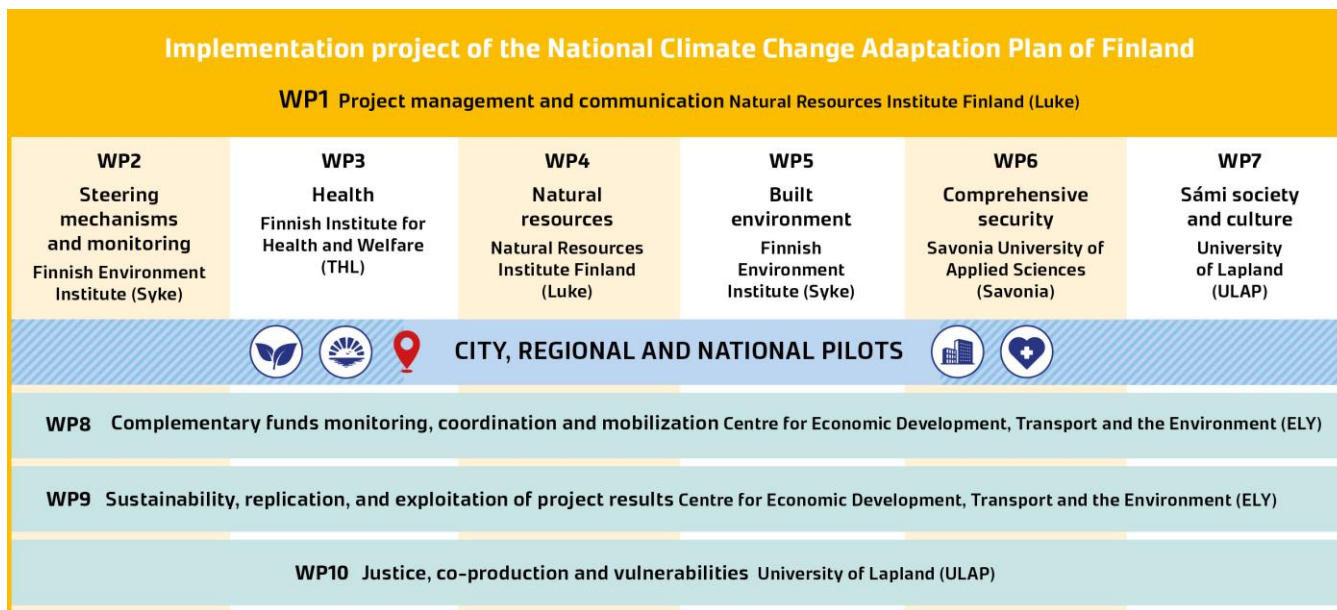 Implementation project of the National Climate Change Adaptation Plan of Finland
WP1 Project management and communication Natural Resources Institute Finland (Luke)
WP2
Steering
mechanisms
and monitoring
Finnish Environment
Institute (Syke)
WP3
Health
Finnish Institute for
Health and Welfare
(THL)
WP4
Natural
resources
Natural Resources
Institute Finland
(Luke)
WP5
Built
environment
Finnish
Environment
Institute (Syke)
WP6
Comprehensive
security
Savonia University of
Applied Sciences
(Savonia)
WP7
Sámi society
and culture
University
of Lapland
(ULAP)
CITY, REGIONAL AND NATIONAL PILOTS
WP8 Complementary funds monitoring, coordination and mobilization Centre for Economic Development, Transport and the Environment (ELY)
WP9 Sustainability, replication, and exploitation of project results Centre for Economic Development, Transport and the Environment (ELY)
WP10 Justice, co-production and vulnerabilities University of Lapland (ULAP)